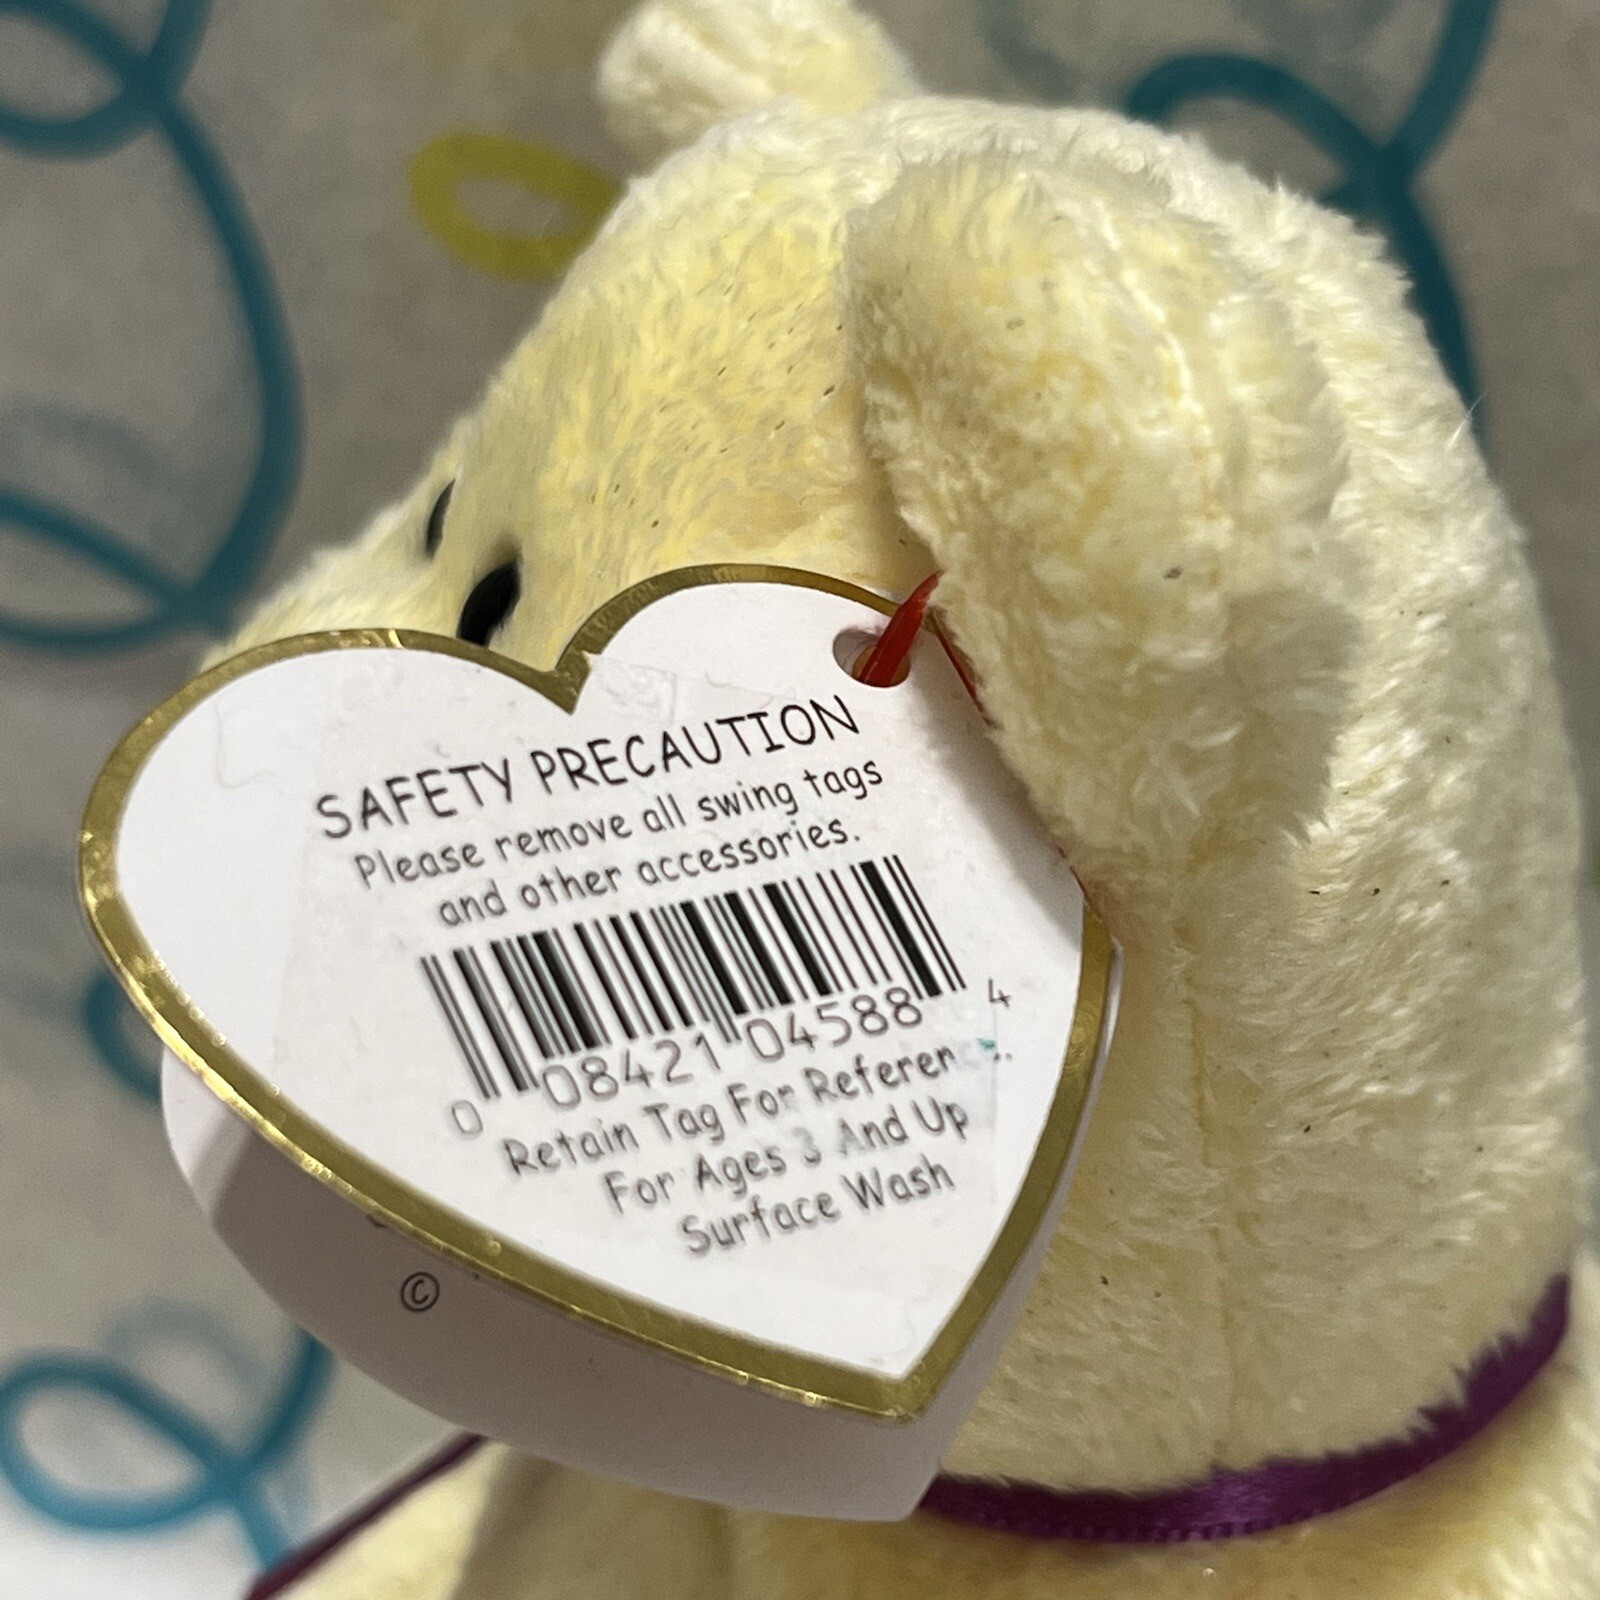 SAFETY PRECAUTION
Please remove all swing tags
and other accessories.
0 08421 04588 4
Retain Tag For
For Ages 3 And Up
Surface Wash
©